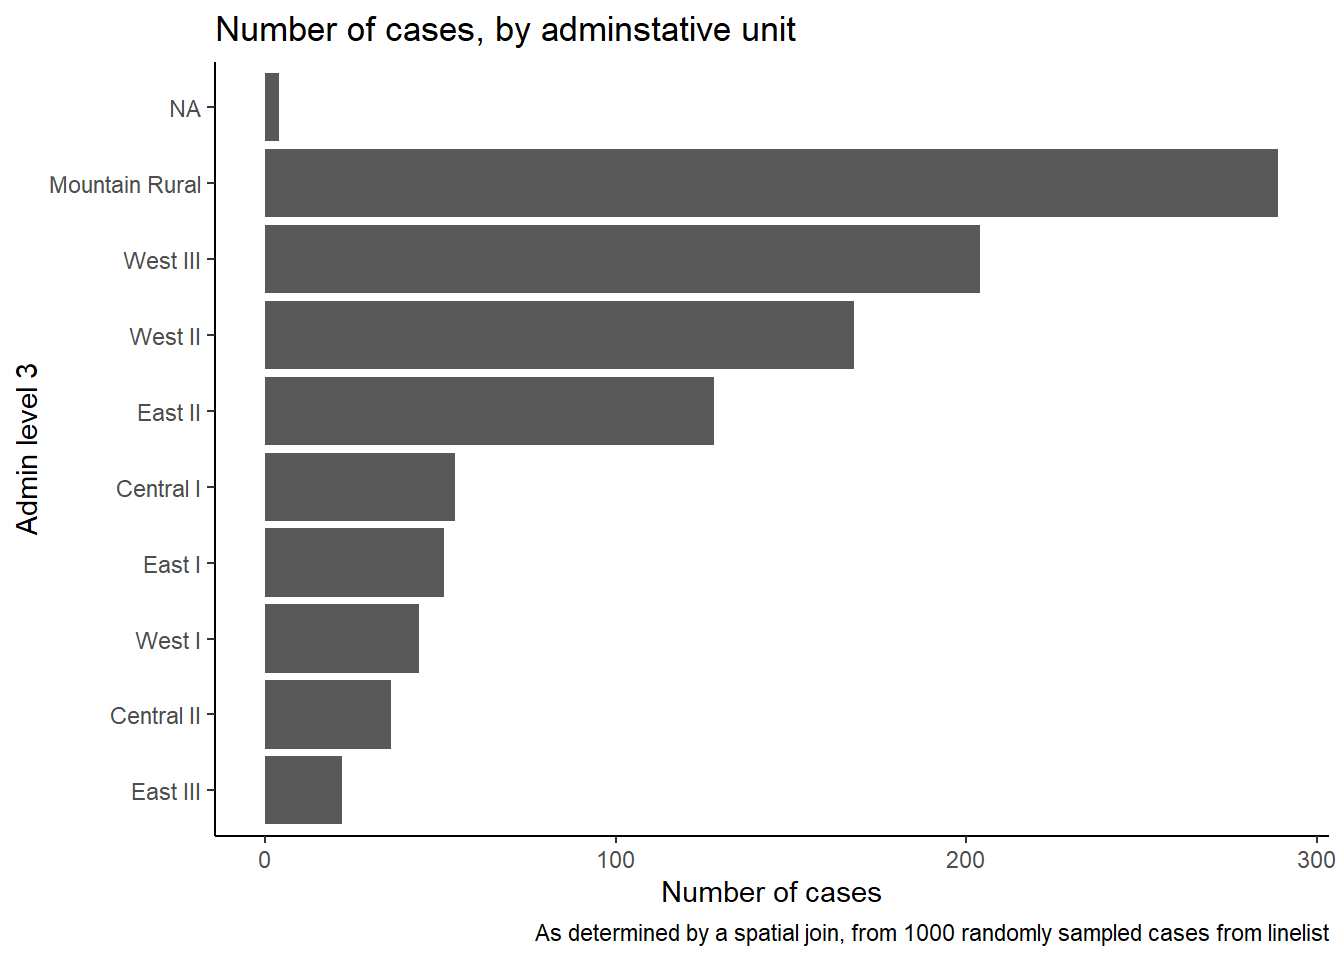 Number of cases, by adminstative unit
NA
Mountain Rural
West III
West II
East II
Central I
East I
West I
Central II
East III
Admin level 3
0 100 200 300
Number of cases
As determined by a spatial join, from 1000 randomly sampled cases from linelist